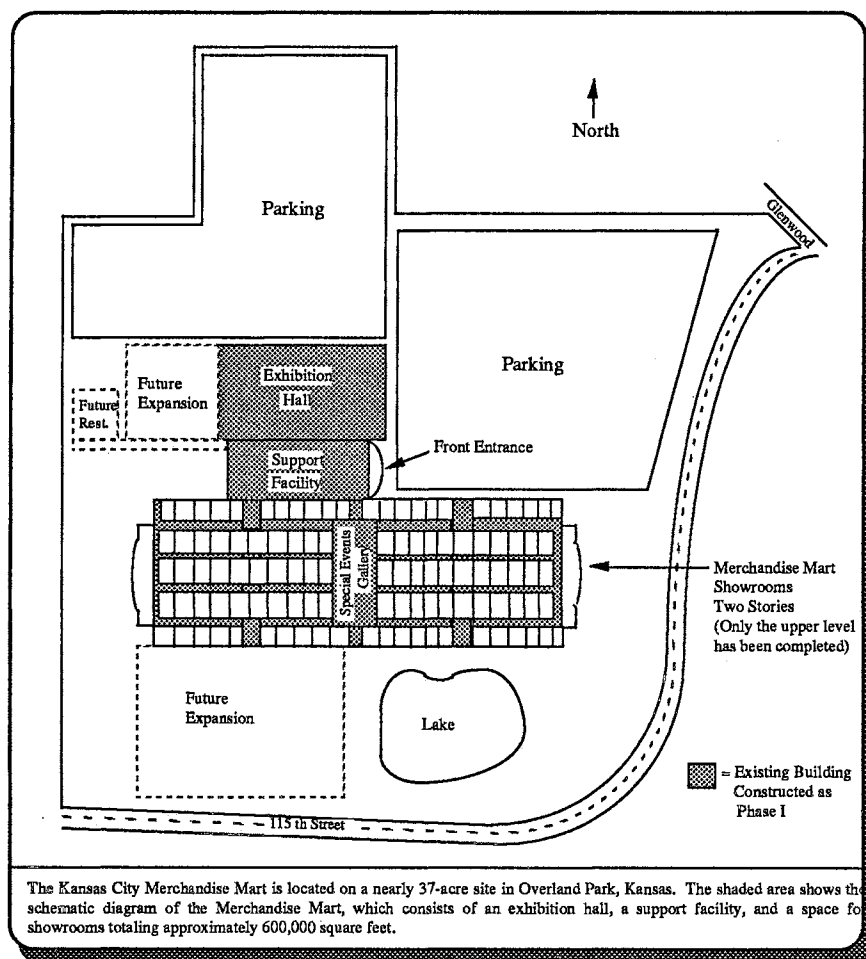 North
Parking
Glenwood
Parking
Exhibition
Hall
Future
Expansion
Future
Rest.
Front Entrance
Support
Facility
Special Events
Gallery
Merchandise Mart
Showrooms
Two Stories
(Only the upper level
has been completed)
Future
Expansion
Lake
= Existing Building
Constructed as
Phase I
115 th Street
The Kansas City Merchandise Mart is located on a nearly 37-acre site in Overland Park, Kansas. The shaded area shows the
schematic diagram of the Merchandise Mart, which consists of an exhibition hall, a support facility, and a space fo
showrooms totaling approximately 600,000 square feet.